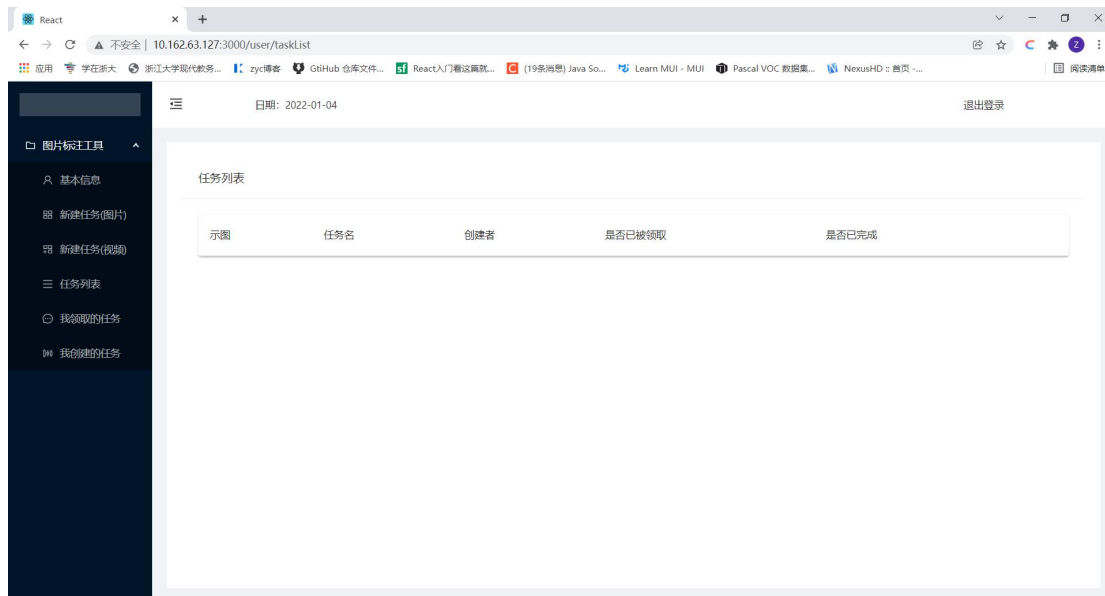 React
不安全 | 10.162.63.127:3000/user/taskList
应用 学在浙大 浙江大学现代教务... zyc博客 GtiHub 仓库文件... React入门看这篇就... (19条消息) Java So... Learn MUI - MUI Pascal VOC 数据集... NexusHD :: 首页 -... 阅读清单
日期：2022-01-04 退出登录
图片标注工具
基本信息
新建任务(图片)
新建任务(视频)
任务列表
我领取的任务
我创建的任务
任务列表
示图 任务名 创建者 是否已被领取 是否已完成